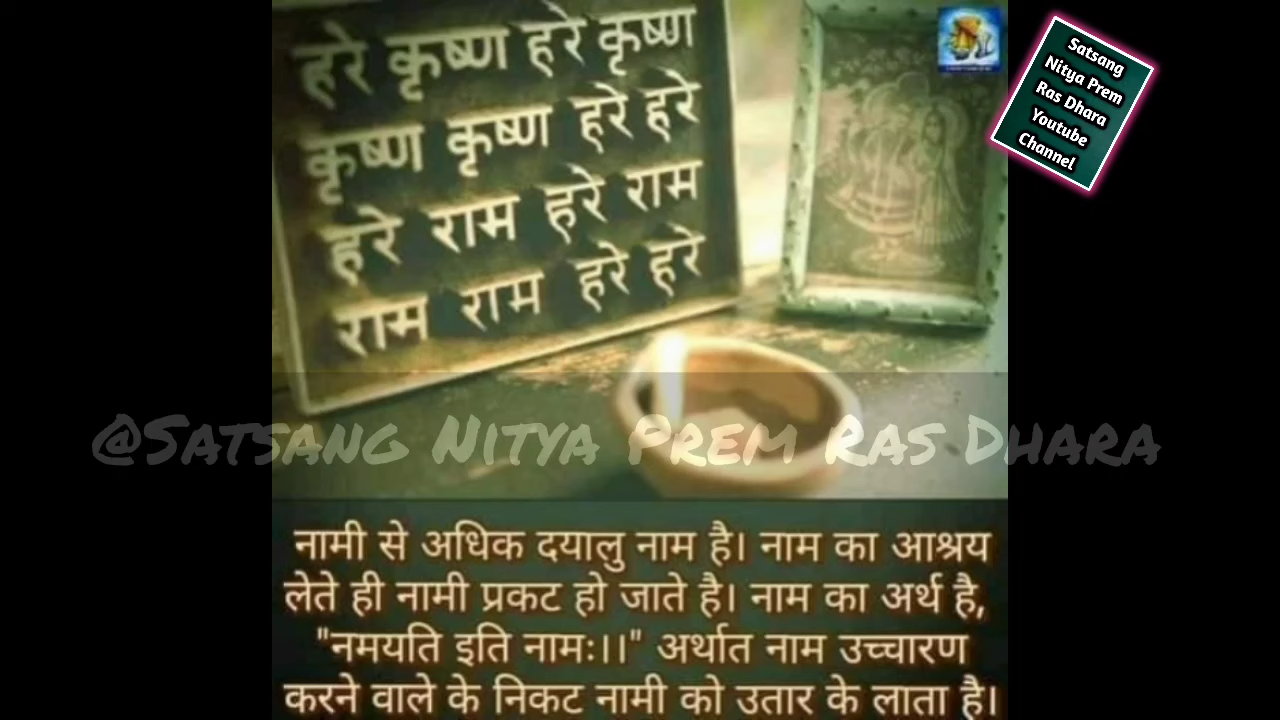 हरे कृष्ण हरे कृष्ण
कृष्ण कृष्ण हरे हरे
हरे राम हरे राम
राम राम हरे हरे
Satsang
Nitya Prem
Ras Dhara
Youtube
Channel
@Satsang Nitya Prem Ras Dhara
नामी से अधिक दयालु नाम है। नाम का आश्रय
लेते ही नामी प्रकट हो जाते है। नाम का अर्थ है,
"नमयति इति नामः।।" अर्थात नाम उच्चारण
करने वाले के निकट नामी को उतार के लाता है।